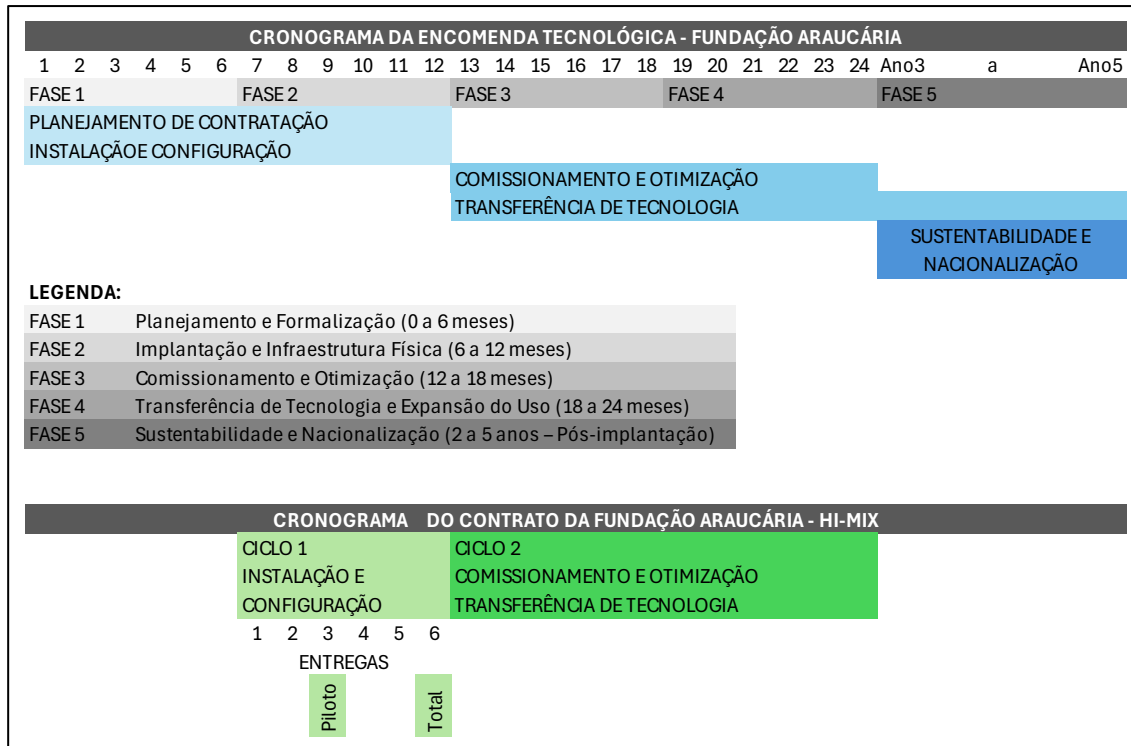 CRONOGRAMA DA ENCOMENDA TECNOLÓGICA - FUNDAÇÃO ARAUCÁRIA
1 2 3 4 5 6 7 8 9 10 11 12 13 14 15 16 17 18 19 20 21 22 23 24 Ano3 a Ano5
FASE 1 FASE 2 FASE 3 FASE 4 FASE 5
PLANEJAMENTO DE CONTRATAÇÃO
INSTALAÇÃOE CONFIGURAÇÃO
COMISSIONAMENTO E OTIMIZAÇÃO
TRANSFERÊNCIA DE TECNOLOGIA
SUSTENTABILIDADE E
NACIONALIZAÇÃO
LEGENDA:
FASE 1 Planejamento e Formalização (0 a 6 meses)
FASE 2 Implantação e Infraestrutura Física (6 a 12 meses)
FASE 3 Comissionamento e Otimização (12 a 18 meses)
FASE 4 Transferência de Tecnologia e Expansão do Uso (18 a 24 meses)
FASE 5 Sustentabilidade e Nacionalização (2 a 5 anos – Pós-implantação)
CRONOGRAMA DO CONTRATO DA FUNDAÇÃO ARAUCÁRIA - HI-MIX
CICLO 1 CICLO 2
INSTALAÇÃO E COMISSIONAMENTO E OTIMIZAÇÃO
CONFIGURAÇÃO TRANSFERÊNCIA DE TECNOLOGIA
1 2 3 4 5 6
ENTREGAS
Piloto Total